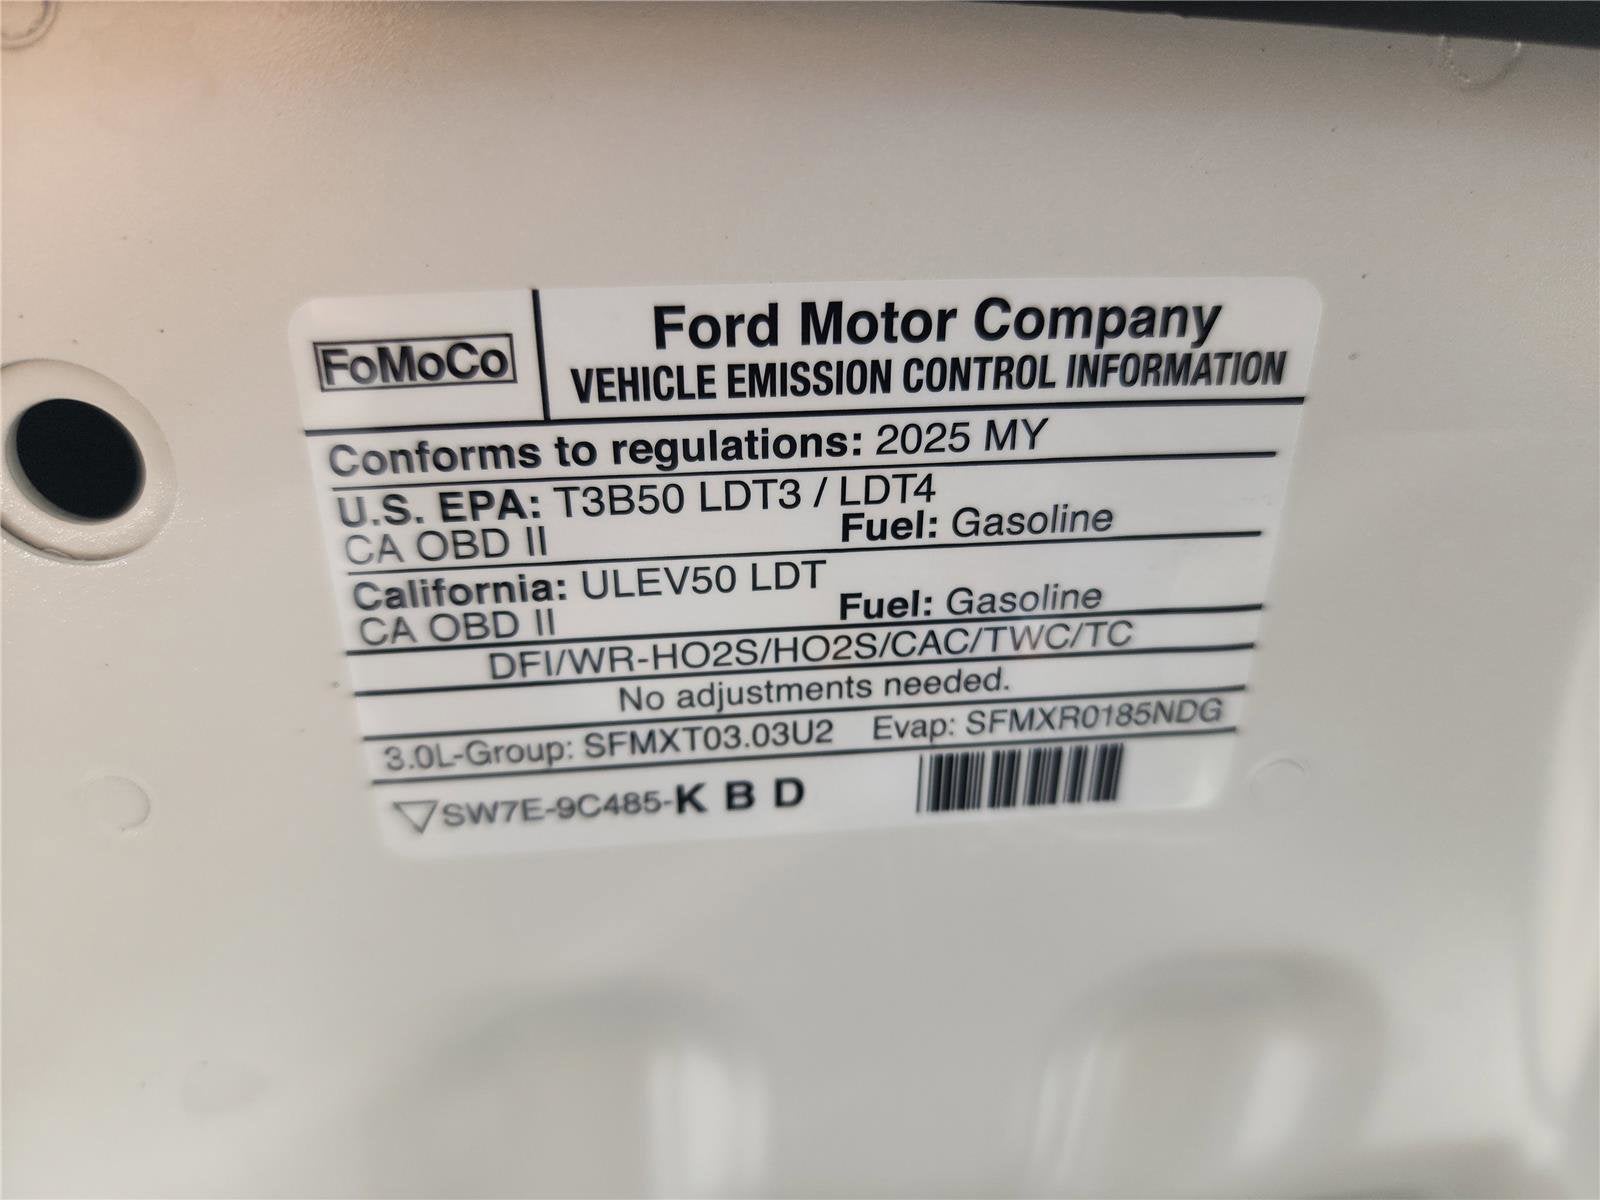 FoMoCo
Ford Motor Company
VEHICLE EMISSION CONTROL INFORMATION
Conforms to regulations: 2025 MY
U.S. EPA: T3B50 LDT3 / LDT4
CA OBD II Fuel: Gasoline
California: ULEV50 LDT
CA OBD II Fuel: Gasoline
DFI/WR-HO2S/HO2S/CAC/TWC/TC
No adjustments needed.
3.0L-Group: SFMXT03.03U2 Evap: SFMXR0185NDG
SW7E-9C485-K B D